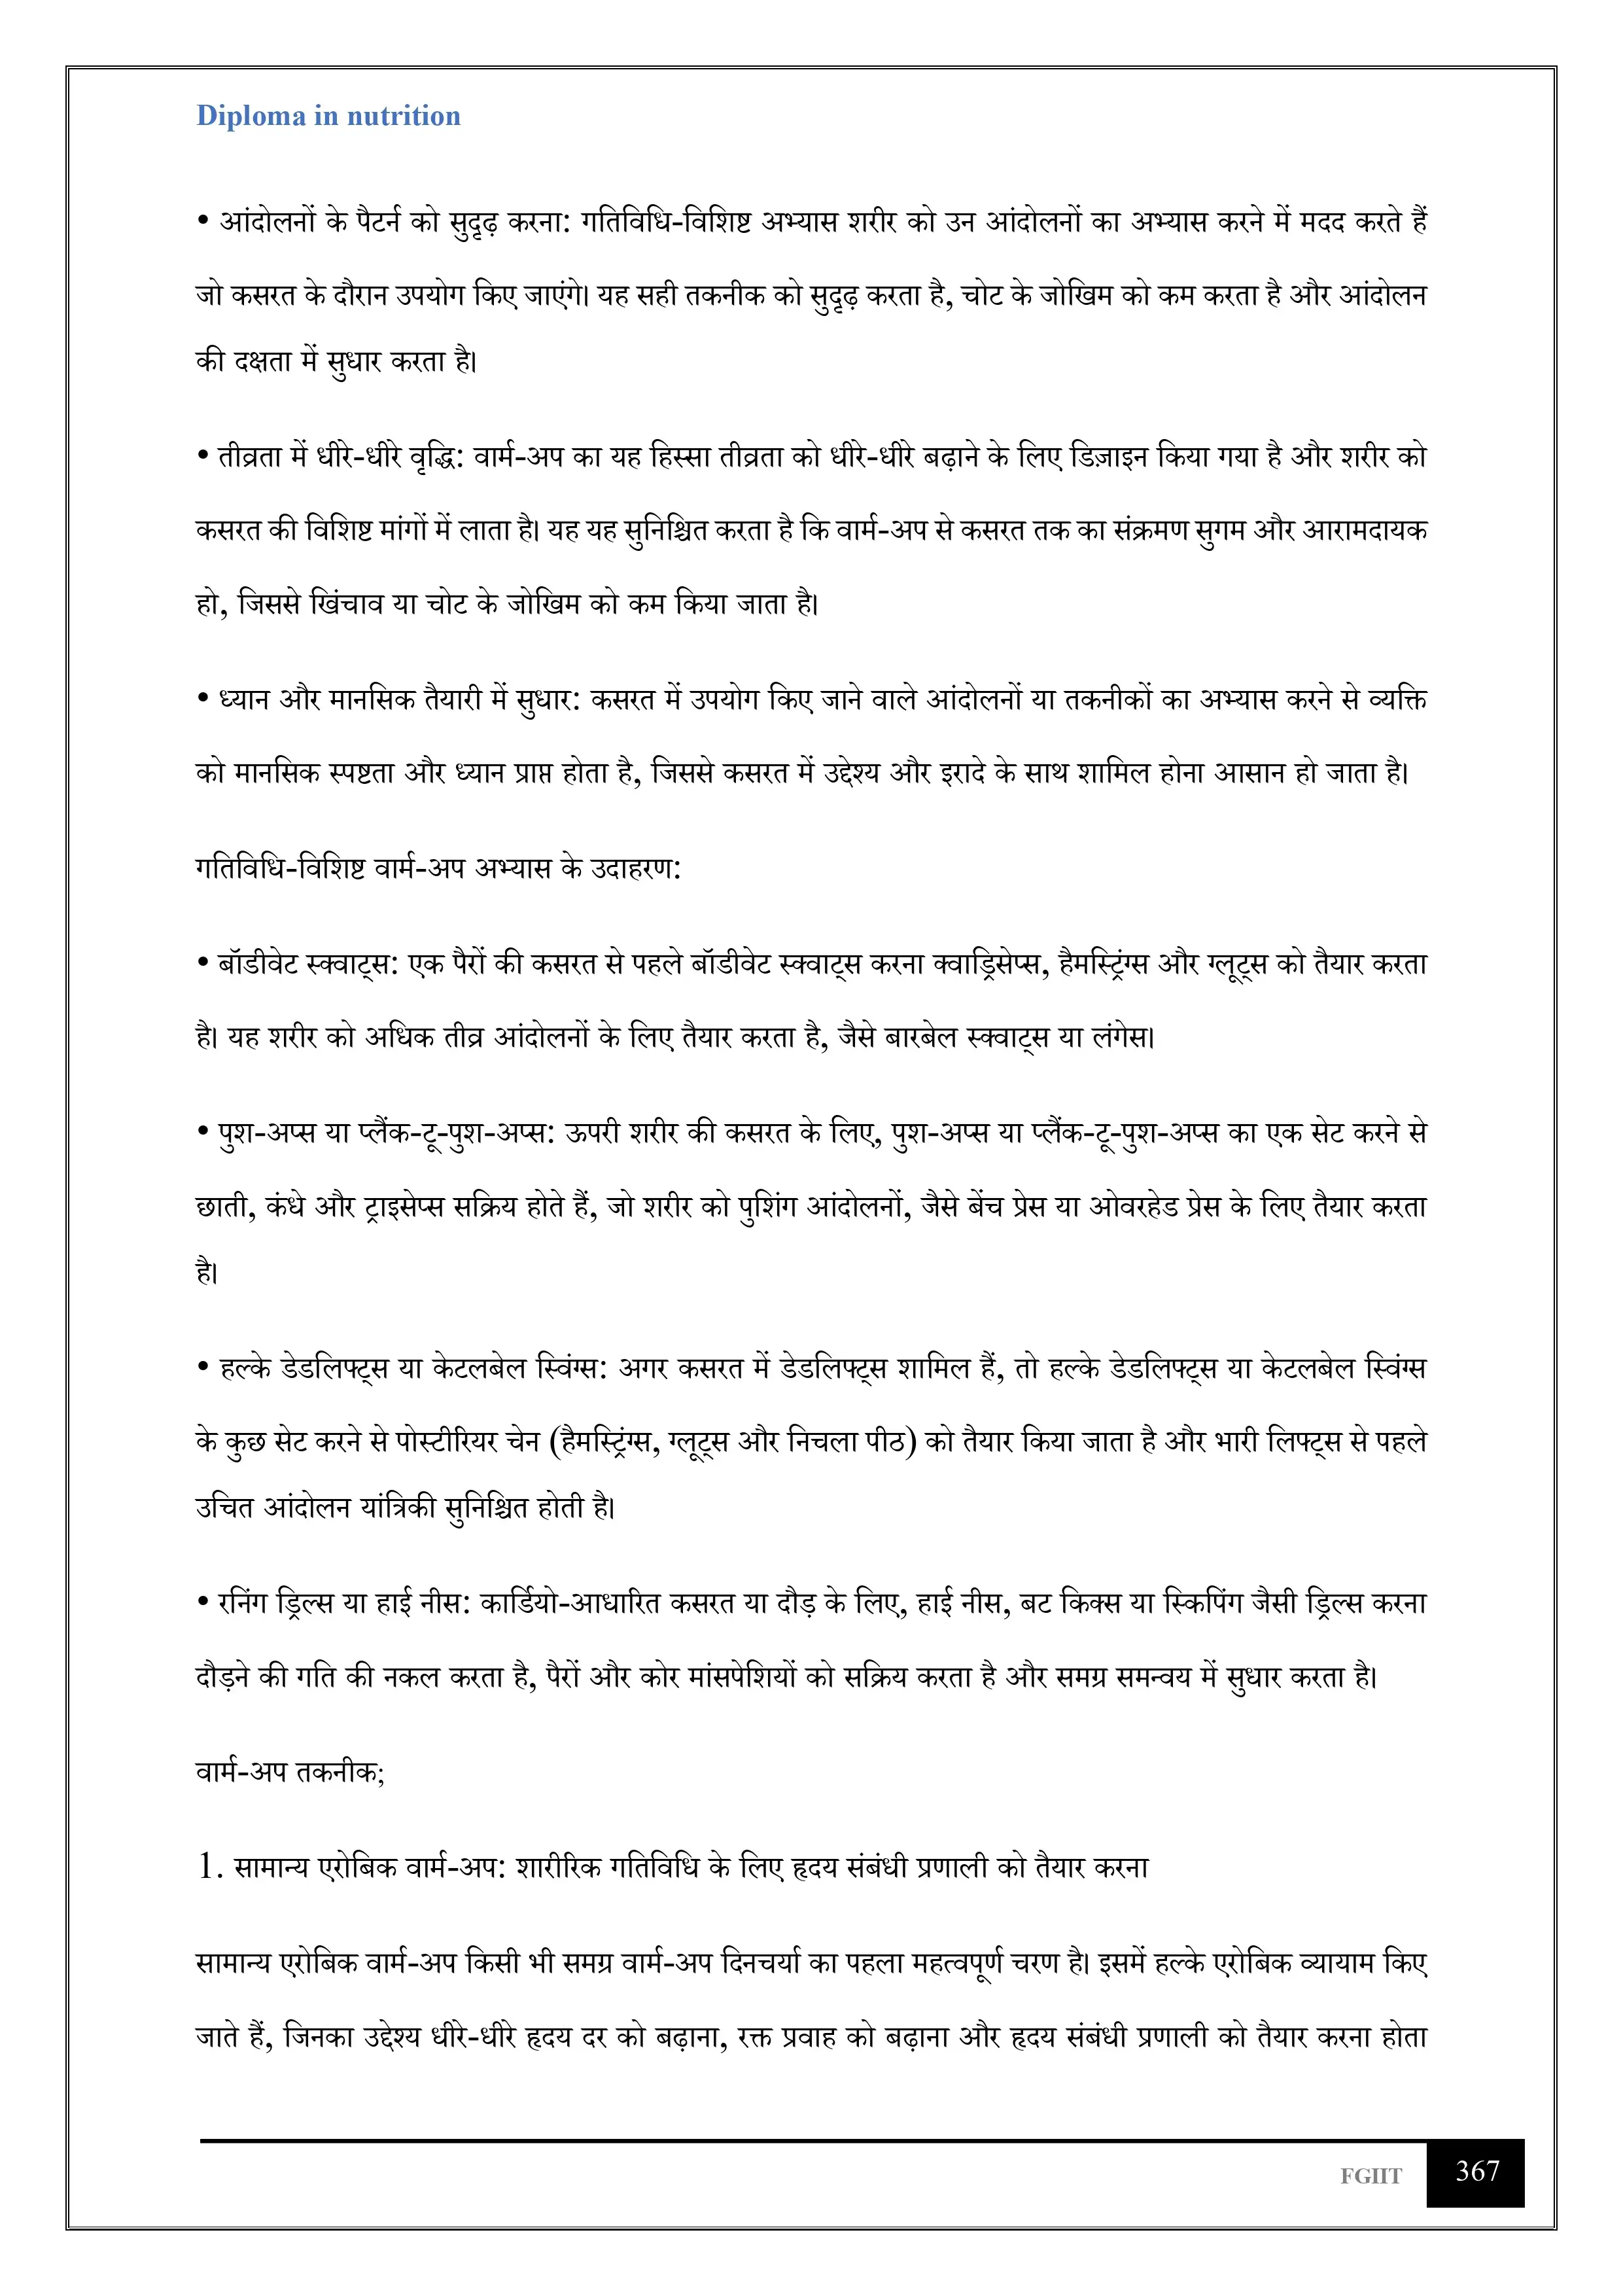 Diploma in nutrition
• आंदोलनों के पैटर्न को सुदृढ़ करना: गतिविधि-विशिष्ट अभ्यास शरीर को उन आंदोलनों का अभ्यास करने में मदद करते हैं
जो कसरत के दौरान उपयोग किए जाएंगे। यह सही तकनीक को सुदृढ़ करता है, चोट के जोखिम को कम करता है और आंदोलन
की दक्षता में सुधार करता है।
• तीव्रता में धीरे-धीरे वृद्धि: वार्म-अप का यह हिस्सा तीव्रता को धीरे-धीरे बढ़ाने के लिए डिज़ाइन किया गया है और शरीर को
कसरत की विशिष्ट मांगों में लाता है। यह यह सुनिश्चित करता है कि वार्म-अप से कसरत तक का संक्रमण सुगम और आरामदायक
हो, जिससे खिंचाव या चोट के जोखिम को कम किया जाता है।
• ध्यान और मानसिक तैयारी में सुधार: कसरत में उपयोग किए जाने वाले आंदोलनों या तकनीकों का अभ्यास करने से व्यक्ति
को मानसिक स्पष्टता और ध्यान प्राप्त होता है, जिससे कसरत में उद्देश्य और इरादे के साथ शामिल होना आसान हो जाता है।
गतिविधि-विशिष्ट वार्म-अप अभ्यास के उदाहरण:
• बॉडीवेट स्क्वाट्स: एक पैरों की कसरत से पहले बॉडीवेट स्क्वाट्स करना क्वाड्रिसेप्स, हैमस्ट्रिंग्स और ग्लूट्स को तैयार करता
है। यह शरीर को अधिक तीव्र आंदोलनों के लिए तैयार करता है, जैसे बारबेल स्क्वाट्स या लंगेस।
• पुश-अप्स या प्लैंक-टू-पुश-अप्स: ऊपरी शरीर की कसरत के लिए, पुश-अप्स या प्लैंक-टू-पुश-अप्स का एक सेट करने से
छाती, कंधे और ट्राइसेप्स सक्रिय होते हैं, जो शरीर को पुशिंग आंदोलनों, जैसे बेंच प्रेस या ओवरहेड प्रेस के लिए तैयार करता
है।
• हल्के डेडलिफ्ट्स या केटलबेल स्विंग्स: अगर कसरत में डेडलिफ्ट्स शामिल हैं, तो हल्के डेडलिफ्ट्स या केटलबेल स्विंग्स
के कुछ सेट करने से पोस्टीरियर चेन (हैमस्ट्रिंग्स, ग्लूट्स और निचला पीठ) को तैयार किया जाता है और भारी लिफ्ट्स से पहले
उचित आंदोलन यांत्रिकी सुनिश्चित होती है।
• रनिंग ड्रिल्स या हाई नीस: कार्डियो-आधारित कसरत या दौड़ के लिए, हाई नीस, बट किक्स या स्किपिंग जैसी ड्रिल्स करना
दौड़ने की गति की नकल करता है, पैरों और कोर मांसपेशियों को सक्रिय करता है और समग्र समन्वय में सुधार करता है।
वार्म-अप तकनीक;
1. सामान्य एरोबिक वार्म-अप: शारीरिक गतिविधि के लिए हृदय संबंधी प्रणाली को तैयार करना
सामान्य एरोबिक वार्म-अप किसी भी समग्र वार्म-अप दिनचर्या का पहला महत्वपूर्ण चरण है। इसमें हल्के एरोबिक व्यायाम किए
जाते हैं, जिनका उद्देश्य धीरे-धीरे हृदय दर को बढ़ाना, रक्त प्रवाह को बढ़ाना और हृदय संबंधी प्रणाली को तैयार करना होता
FGIIT 367